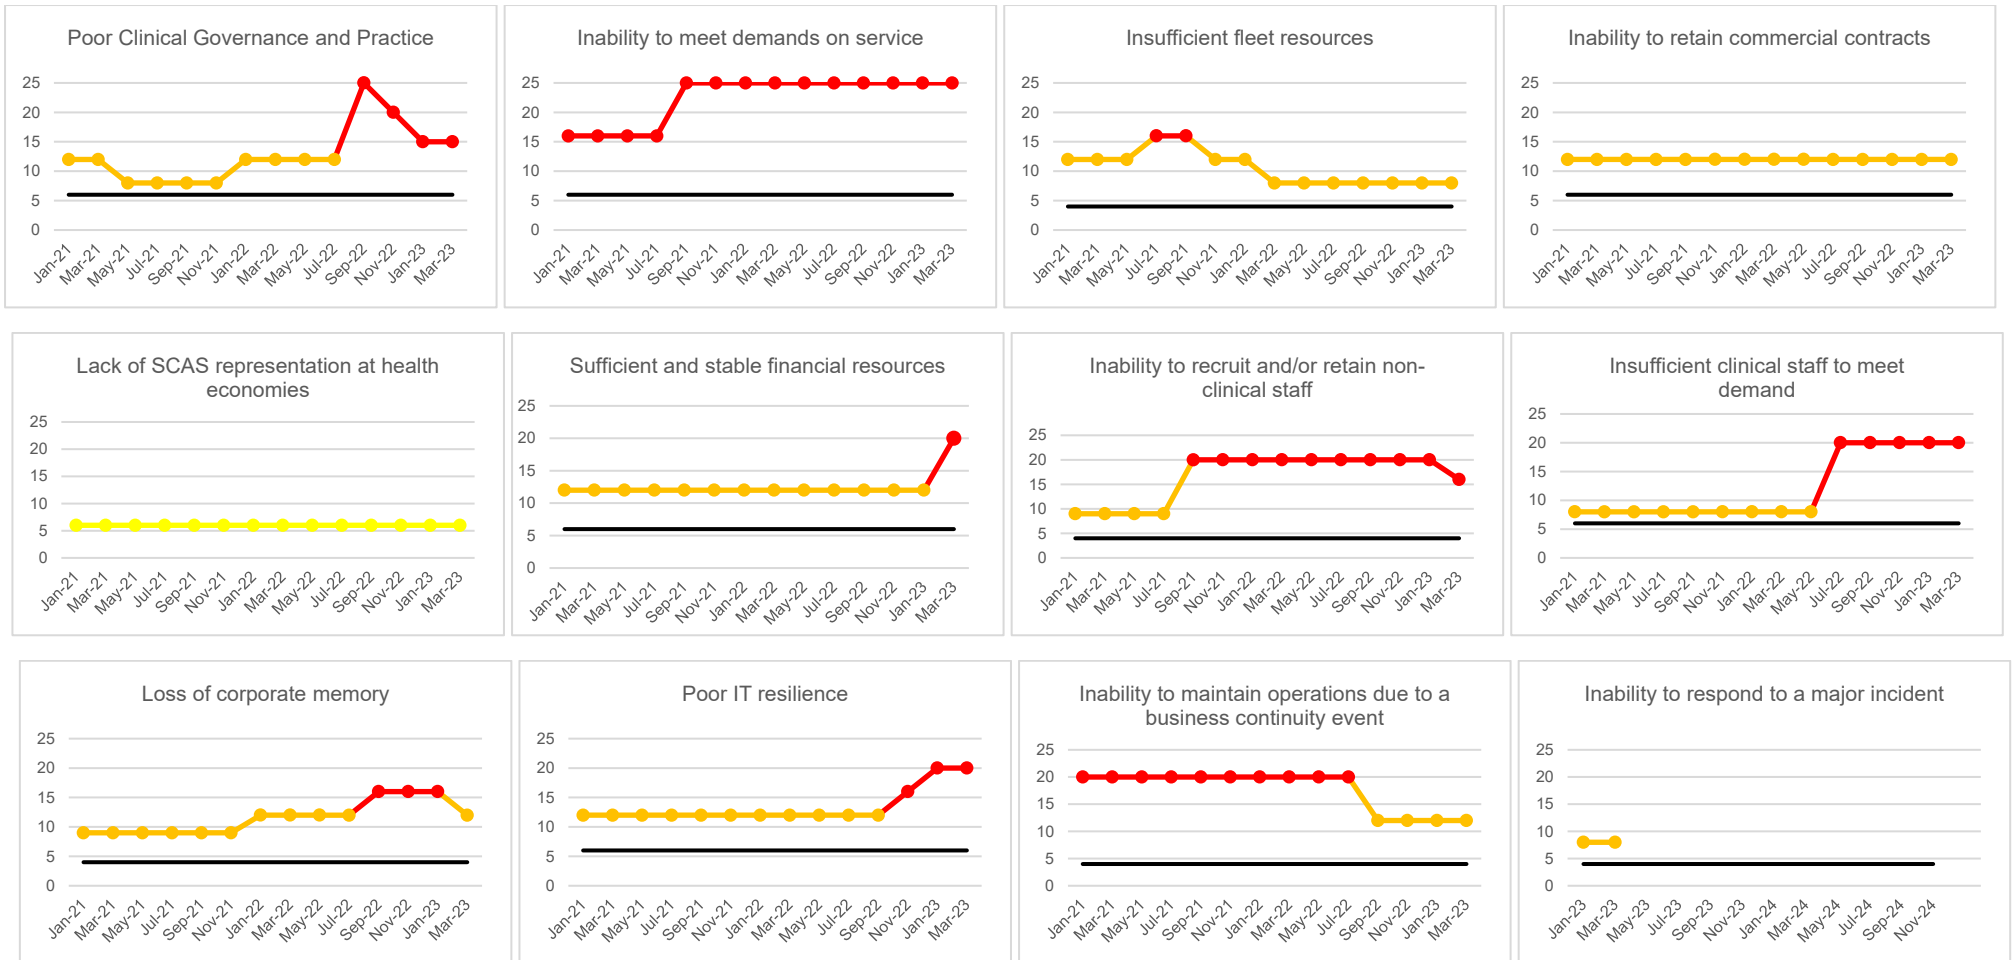 Poor Clinical Governance and Practice
25
20
15
10
5
0
Jan-21 Mar-21 May-21 Jul-21 Sep-21 Nov-21 Jan-22 Mar-22 May-22 Jul-22 Sep-22 Nov-22 Jan-23 Mar-23
Inability to meet demands on service
25
20
15
10
5
0
Jan-21 Mar-21 May-21 Jul-21 Sep-21 Nov-21 Jan-22 Mar-22 May-22 Jul-22 Sep-22 Nov-22 Jan-23 Mar-23
Insufficient fleet resources
25
20
15
10
5
0
Jan-21 Mar-21 May-21 Jul-21 Sep-21 Nov-21 Jan-22 Mar-22 May-22 Jul-22 Sep-22 Nov-22 Jan-23 Mar-23
Inability to retain commercial contracts
25
20
15
10
5
0
Jan-21 Mar-21 May-21 Jul-21 Sep-21 Nov-21 Jan-22 Mar-22 May-22 Jul-22 Sep-22 Nov-22 Jan-23 Mar-23
Lack of SCAS representation at health
economies
25
20
15
10
5
0
Jan-21 Mar-21 May-21 Jul-21 Sep-21 Nov-21 Jan-22 Mar-22 May-22 Jul-22 Sep-22 Nov-22 Jan-23 Mar-23
Sufficient and stable financial resources
25
20
15
10
5
0
Jan-21 Mar-21 May-21 Jul-21 Sep-21 Nov-21 Jan-22 Mar-22 May-22 Jul-22 Sep-22 Nov-22 Jan-23 Mar-23
Inability to recruit and/or retain non-
clinical staff
25
20
15
10
5
0
Jan-21 Mar-21 May-21 Jul-21 Sep-21 Nov-21 Jan-22 Mar-22 May-22 Jul-22 Sep-22 Nov-22 Jan-23 Mar-23
Insufficient clinical staff to meet
demand
25
20
15
10
5
0
Jan-21 Mar-21 May-21 Jul-21 Sep-21 Nov-21 Jan-22 Mar-22 May-22 Jul-22 Sep-22 Nov-22 Jan-23 Mar-23
Loss of corporate memory
25
20
15
10
5
0
Jan-21 Mar-21 May-21 Jul-21 Sep-21 Nov-21 Jan-22 Mar-22 May-22 Jul-22 Sep-22 Nov-22 Jan-23 Mar-23
Poor IT resilience
25
20
15
10
5
0
Jan-21 Mar-21 May-21 Jul-21 Sep-21 Nov-21 Jan-22 Mar-22 May-22 Jul-22 Sep-22 Nov-22 Jan-23 Mar-23
Inability to maintain operations due to a
business continuity event
25
20
15
10
5
0
Jan-21 Mar-21 May-21 Jul-21 Sep-21 Nov-21 Jan-22 Mar-22 May-22 Jul-22 Sep-22 Nov-22 Jan-23 Mar-23
Inability to respond to a major incident
25
20
15
10
5
0
Jan-23 Mar-23 May-23 Jul-23 Sep-23 Nov-23 Jan-24 Mar-24 May-24 Jul-24 Sep-24 Nov-24